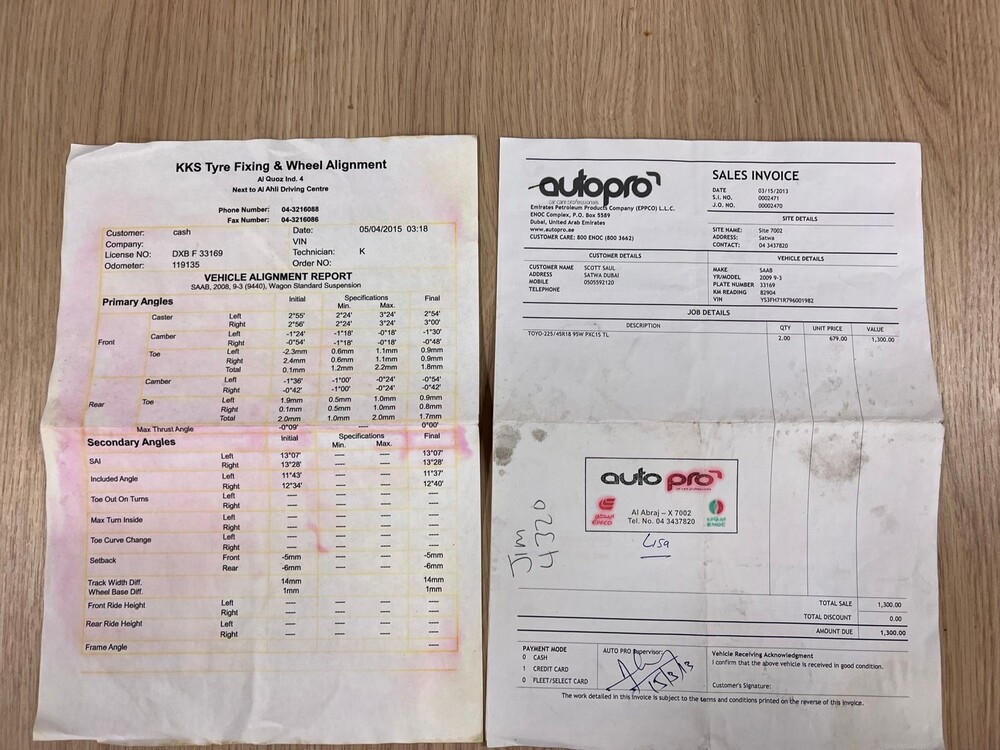 KKS Tyre Fixing & Wheel Alignment
Al Quoz Ind. 4
Next to Al Ahli Driving Centre
Phone Number: 04-3216088
Fax Number: 04-3216086
Customer: cash Date: 05/04/2015 03:18
Company: VIN
License NO: DXB F 33169 Technician: K
Odometer: 119135 Order NO:
VEHICLE ALIGNMENT REPORT
SAAB, 2008, 9-3 (9440), Wagon Standard Suspension
Primary Angles Initial Specifications Final
Min. Max.
Front Caster Left 2°55' 2°24' 3°24' 2°54'
Right 2°56' 2°24' 3°24' 3°00'
Camber Left -1°24' -1°18' -0°18' -1°30'
Right -0°54' -1°18' -0°18' -0°48'
Toe Left -2.3mm 0.6mm 1.1mm 0.9mm
Right 2.4mm 0.6mm 1.1mm 0.9mm
Total 0.1mm 1.2mm 2.2mm 1.8mm
Rear Camber Left -1°36' -1°00' -0°24' -0°54'
Right -0°42' -1°00' -0°24' -0°42'
Toe Left 1.9mm 0.5mm 1.0mm 0.9mm
Right 0.1mm 0.5mm 1.0mm 0.8mm
Total 2.0mm 1.0mm 2.0mm 1.7mm
Max Thrust Angle -0°09' ---- 0°00'
Secondary Angles Initial Specifications Final
Min. Max.
SAI Left 13°07' ---- ---- 13°07'
Right 13°28' ---- ---- 13°28'
Included Angle Left 11°43' ---- ---- 11°37'
Right 12°34' ---- ---- 12°40'
Toe Out On Turns Left ---- ---- ---- ----
Right ---- ---- ---- ----
Max Turn Inside Left ---- ---- ---- ----
Right ---- ---- ---- ----
Toe Curve Change Left ---- ---- ---- ----
Right ---- ---- ---- ----
Setback Front -5mm ---- ---- -5mm
Rear -6mm ---- ---- -6mm
Track Width Diff. 14mm 14mm
Wheel Base Diff. 1mm 1mm
Front Ride Height Left ---- ---- ---- ----
Right ---- ---- ---- ----
Rear Ride Height Left ---- ---- ---- ----
Right ---- ---- ---- ----
Frame Angle ----
autopro
car care professionals
Emirates Petroleum Products Company (EPPCO) L.L.C.
ENOC Complex, P.O. Box 5589
Dubai, United Arab Emirates
www.autopro.ae
CUSTOMER CARE: 800 ENOC (800 3662)
SALES INVOICE
DATE 03/15/2013
S.I. NO. 0002471
J.O. NO. 0002470
SITE DETAILS
SITE NAME: Site 7002
ADDRESS: Satwa
CONTACT: 04 3437820
CUSTOMER DETAILS
CUSTOMER NAME SCOTT SAUL
ADDRESS SATWA DUBAI
MOBILE 0505592120
TELEPHONE
VEHICLE DETAILS
MAKE SAAB
YR/MODEL 2009 9-3
PLATE NUMBER 33169
KM READING 82904
VIN YS3FH71R796001982
JOB DETAILS
DESCRIPTION QTY UNIT PRICE VALUE
TOYO-225/45R18 95W PXC1S TL 2.00 679.00 1,300.00
auto pro
car care professionals
EPPCO
Al Abraj – X 7002
Tel. No. 04 3437820
ENOC
Lisa
Jim
4320
TOTAL SALE 1,300.00
TOTAL DISCOUNT 0.00
AMOUNT DUE 1,300.00
PAYMENT MODE
0 CASH
1 CREDIT CARD
0 FLEET/SELECT CARD
AUTO PRO Supervisor:
15/3/13
Vehicle Receiving Acknowledgment
I confirm that the above vehicle is received in good condition.
Customer's Signature:
The work detailed in this invoice is subject to the terms and conditions printed on the reverse of this invoice.